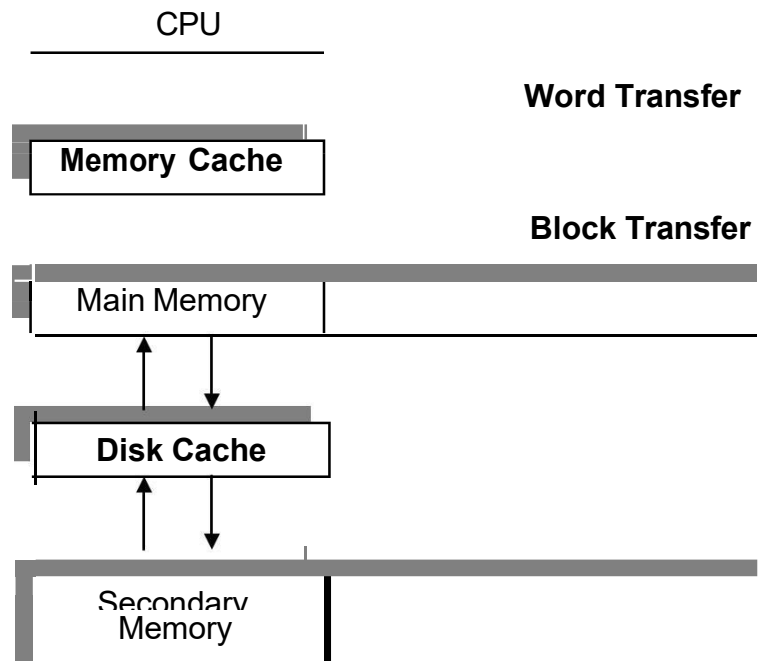 CPU
Word Transfer
Memory Cache
Block Transfer
Main Memory
Disk Cache
Secondary
Memory